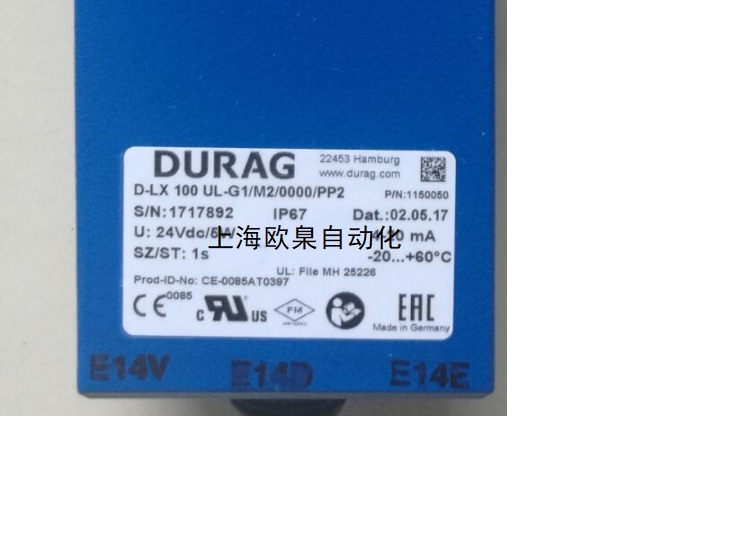 DURAG
22453 Hamburg
www.durag.com
D-LX 100 UL-G1/M2/0000/PP2
P/N:1150050
S/N:1717892 IP67 Dat.:02.05.17
U: 24Vdc/5W mA
上海欧臬自动化
SZ/ST: 1s -20...+60°C
UL: File MH 25226
Prod-ID-No: CE-0085AT0397
CE 0085 c RU US FM EAC
Made in Germany
E14V E14D E14E